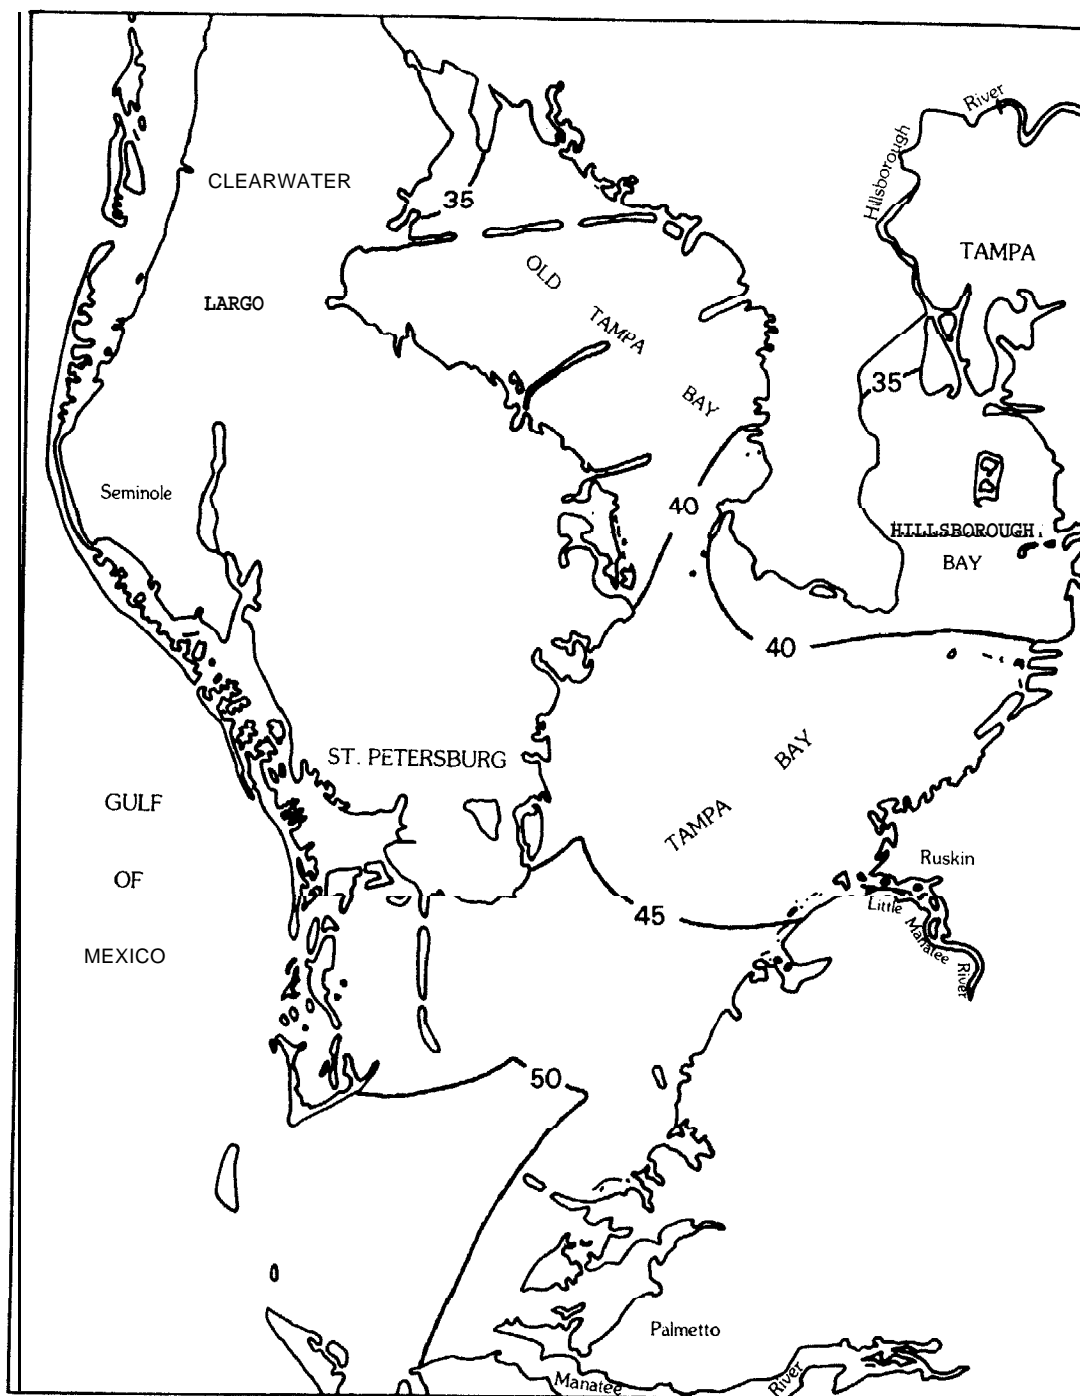 River
Hillsborough
CLEARWATER
35
TAMPA
OLD
TAMPA
BAY
LARGO
35
Seminole
40
HILLSBOROUGH
BAY
40
ST. PETERSBURG
TAMPA
BAY
GULF
OF
MEXICO
Ruskin
45
Little
Manatee
River
50
Palmetto
Manatee
River